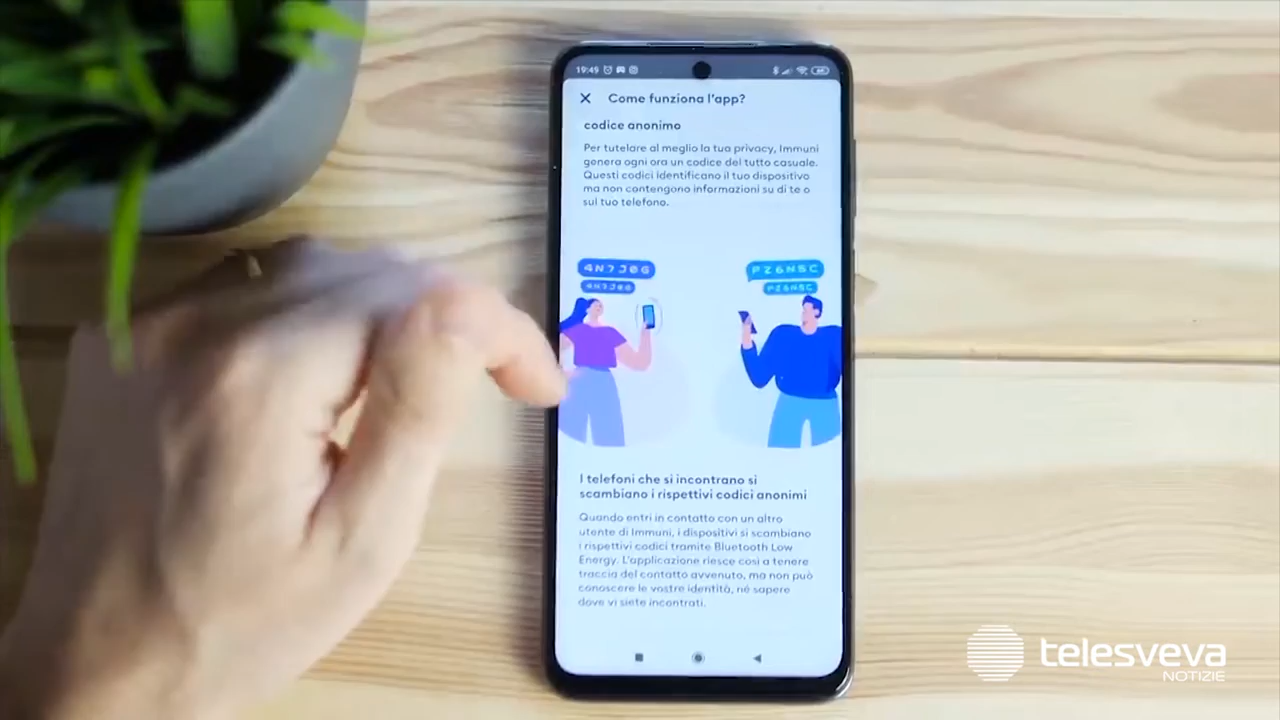 19:49
Come funziona l'app?
codice anonimo
Per tutelare al meglio la tua privacy, Immuni
genera ogni ora un codice del tutto casuale.
Questi codici identificano il tuo dispositivo
ma non contengono informazioni su di te o
sul tuo telefono.
4N7J0G PZ6N5C
4N7J0G PZ6N5C
I telefoni che si incontrano si
scambiano i rispettivi codici anonimi
Quando entri in contatto con un altro
utente di Immuni, i dispositivi si scambiano
i rispettivi codici tramite Bluetooth Low
Energy. L'applicazione riesce così a tenere
traccia del contatto avvenuto, ma non può
conoscere le vostre identità, né sapere
dove vi siete incontrati.
telesveva
NOTIZIE